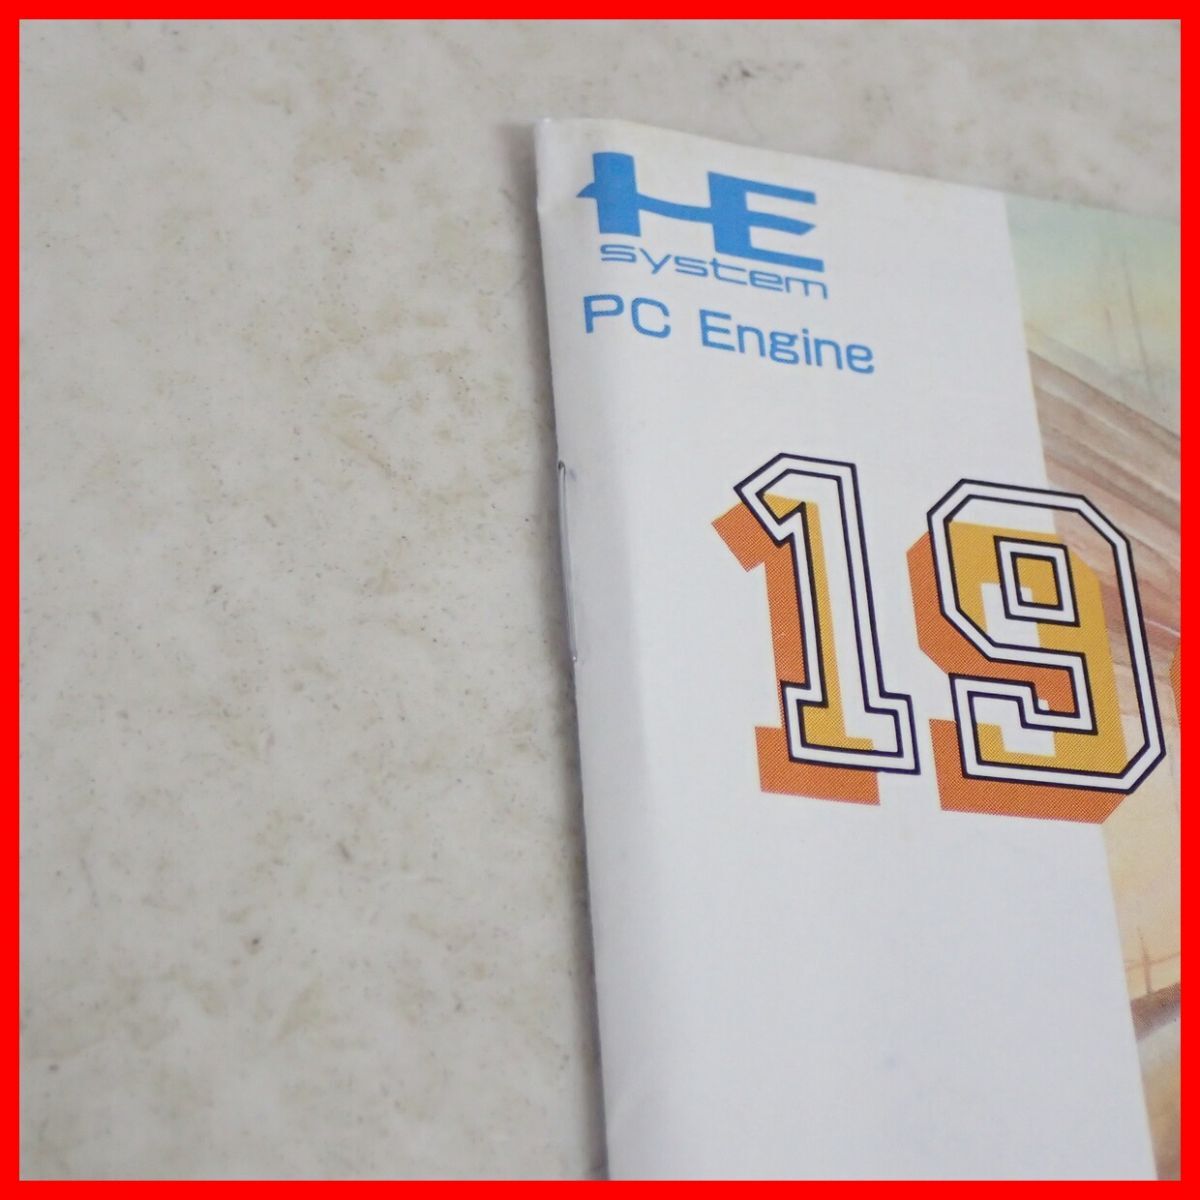 HE
system
PC Engine
19